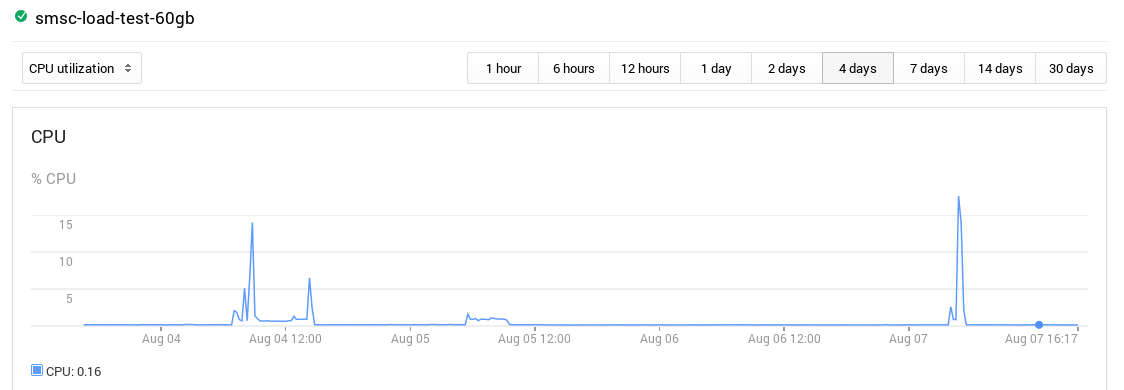 smsc-load-test-60gb
CPU utilization
1 hour 6 hours 12 hours 1 day 2 days 4 days 7 days 14 days 30 days
CPU
% CPU
15
10
5
Aug 04 Aug 04 12:00 Aug 05 Aug 05 12:00 Aug 06 Aug 06 12:00 Aug 07 Aug 07 16:17
CPU: 0.16